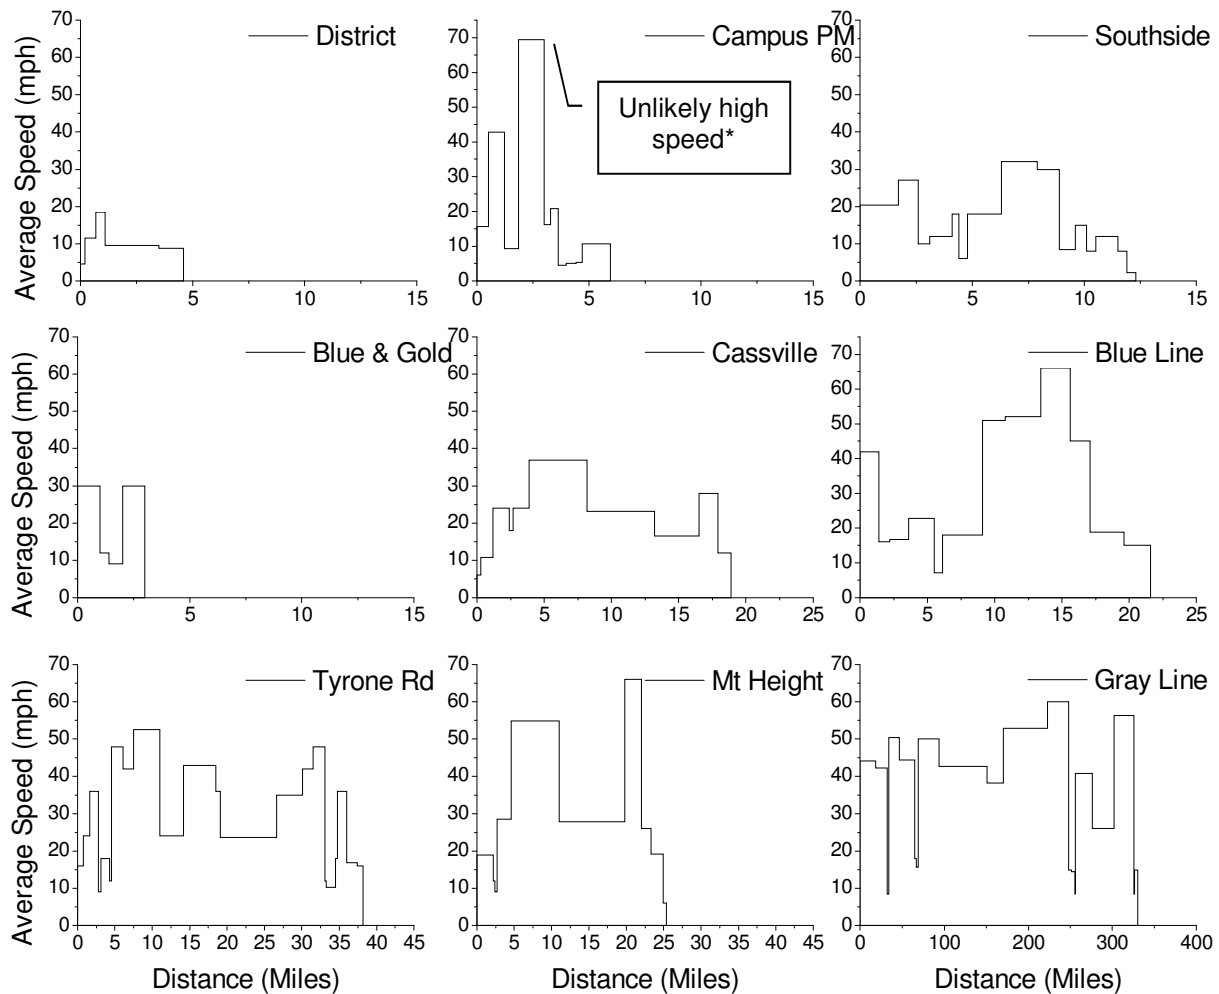 District
Campus PM
Southside
Average Speed (mph)
70
60
50
40
30
20
10
0
0 5 10 15
70
60
50
40
30
20
10
0
0 5 10 15
Unlikely high
speed*
70
60
50
40
30
20
10
0
0 5 10 15
Blue & Gold
Cassville
Blue Line
Average Speed (mph)
70
60
50
40
30
20
10
0
0 5 10 15
70
60
50
40
30
20
10
0
0 5 10 15 20 25
70
60
50
40
30
20
10
0
0 5 10 15 20 25
Tyrone Rd
Mt Height
Gray Line
Average Speed (mph)
70
60
50
40
30
20
10
0
0 5 10 15 20 25 30 35 40 45
Distance (Miles)
70
60
50
40
30
20
10
0
0 5 10 15 20 25 30 35 40 45
Distance (Miles)
70
60
50
40
30
20
10
0
0 100 200 300 400
Distance (Miles)